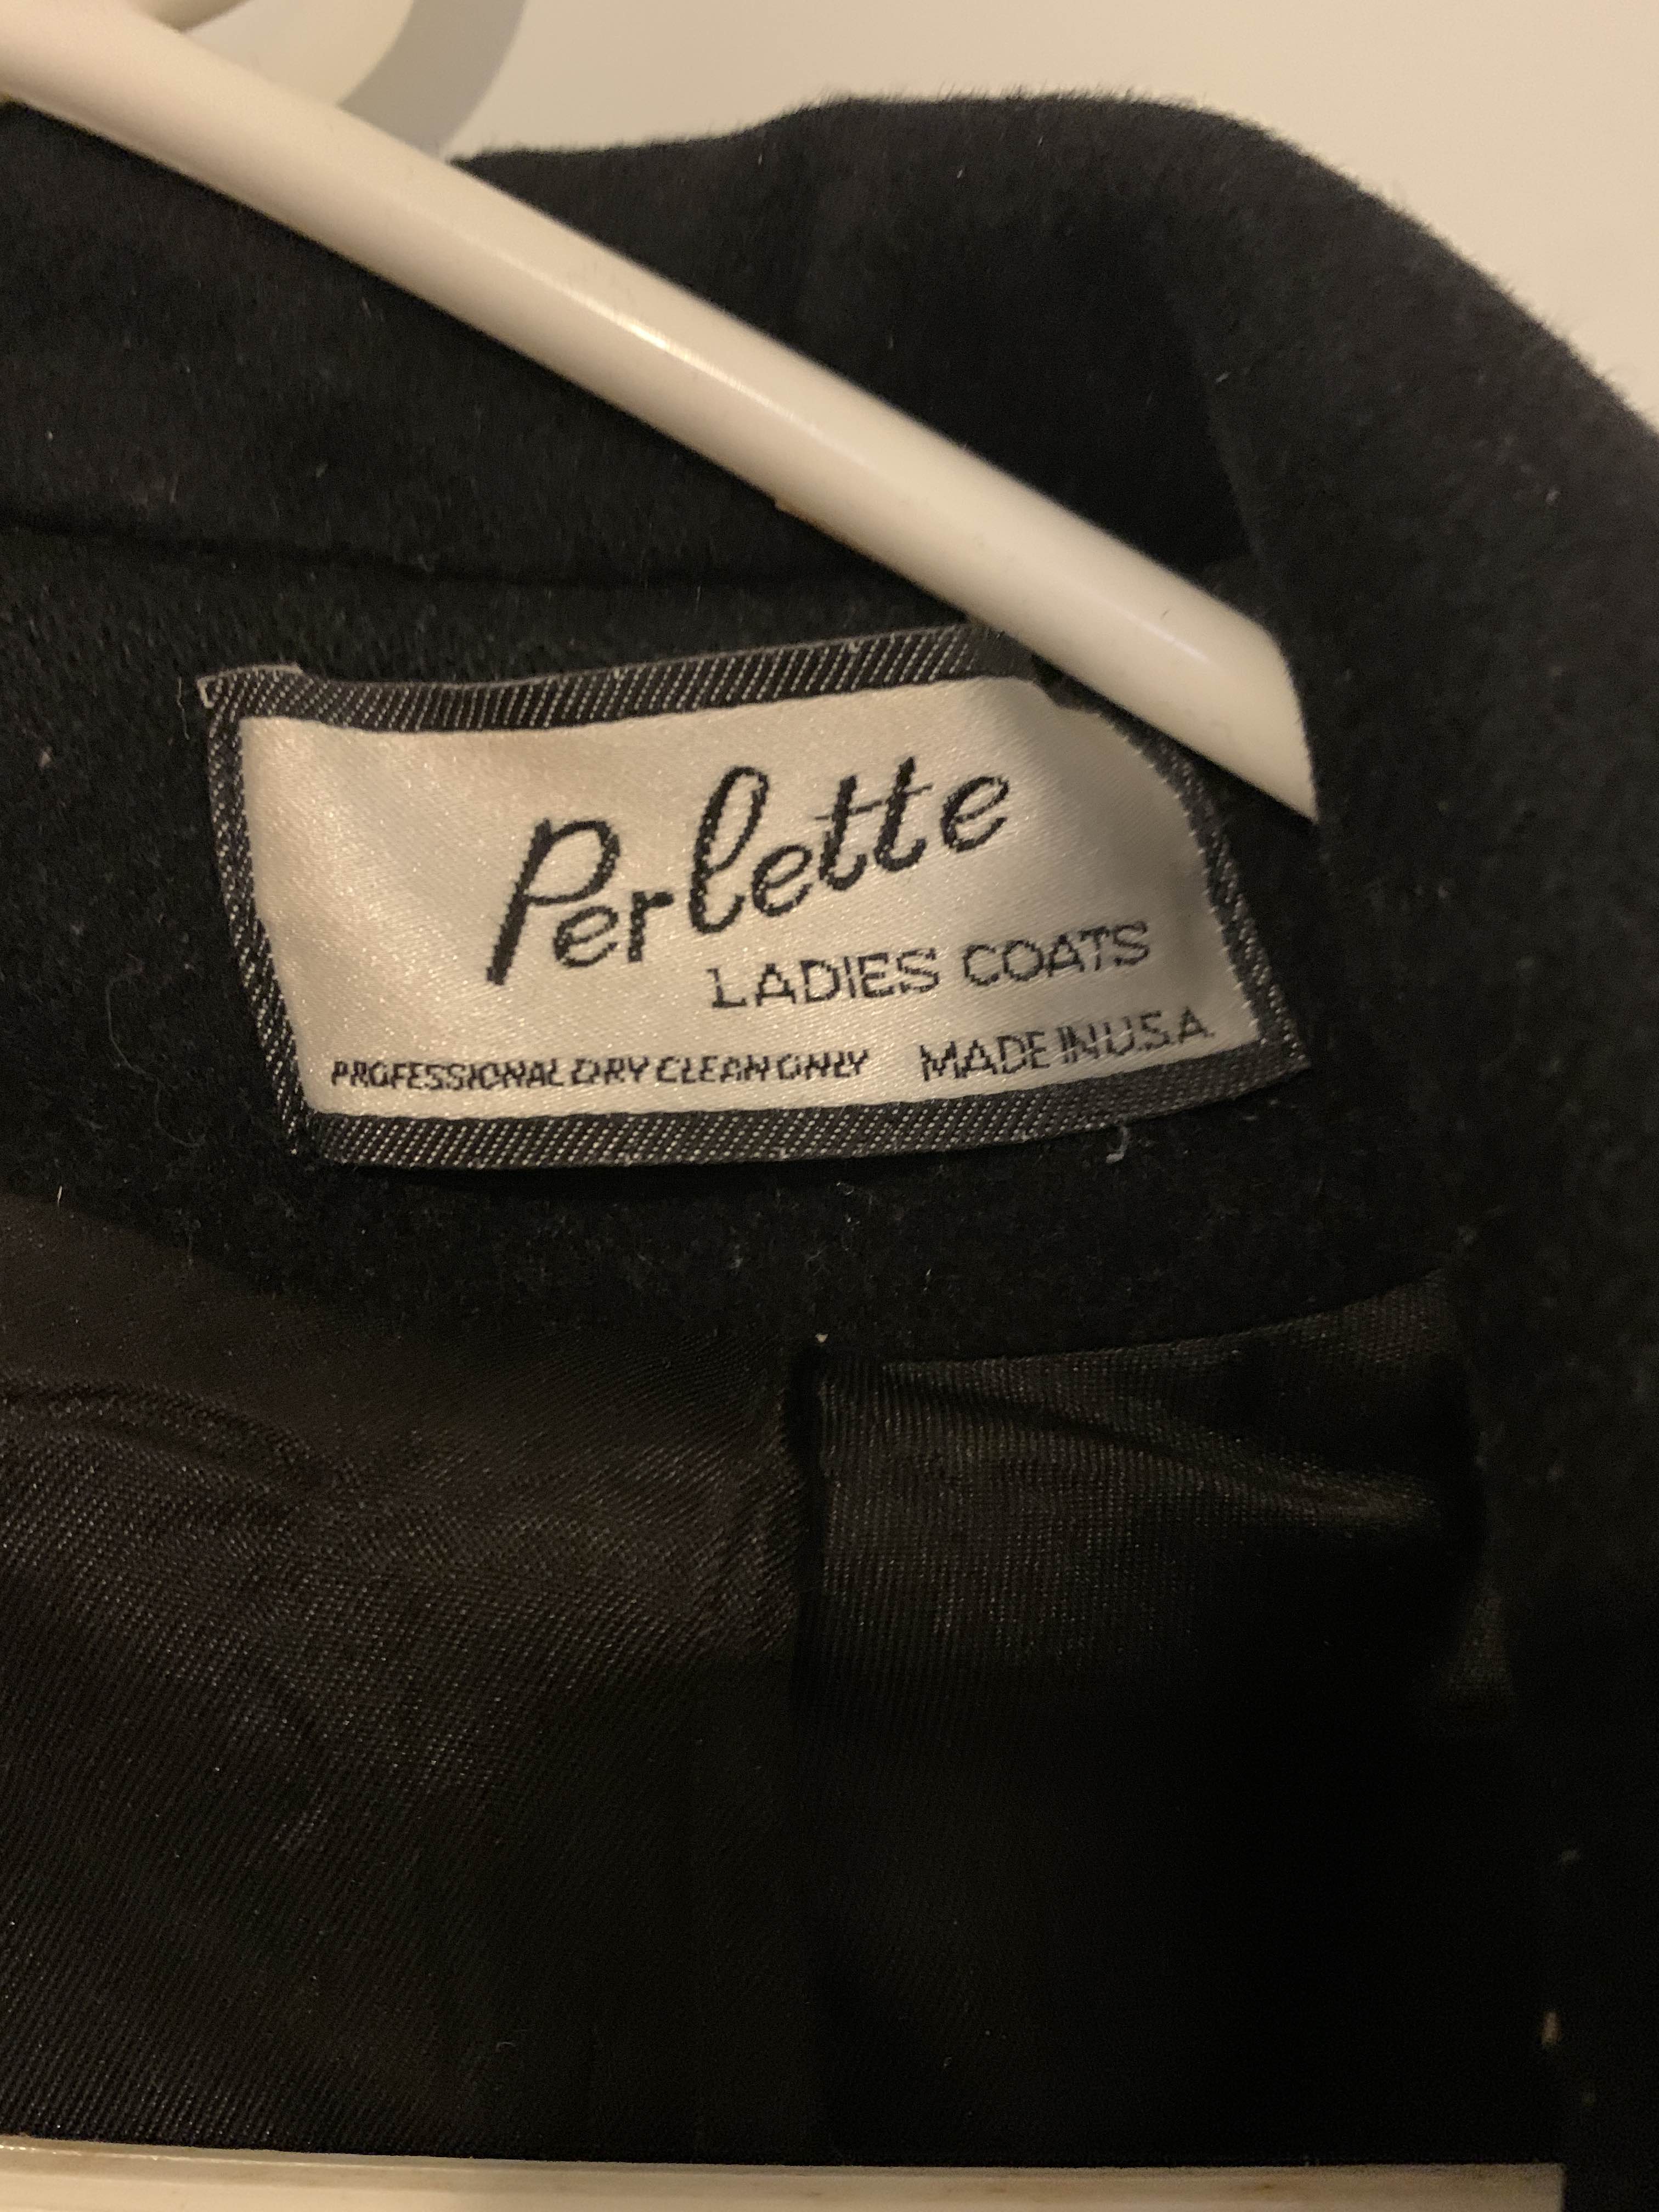 Perlette
LADIES COATS
PROFESSIONAL DRY CLEAN ONLY MADE IN U.S.A.